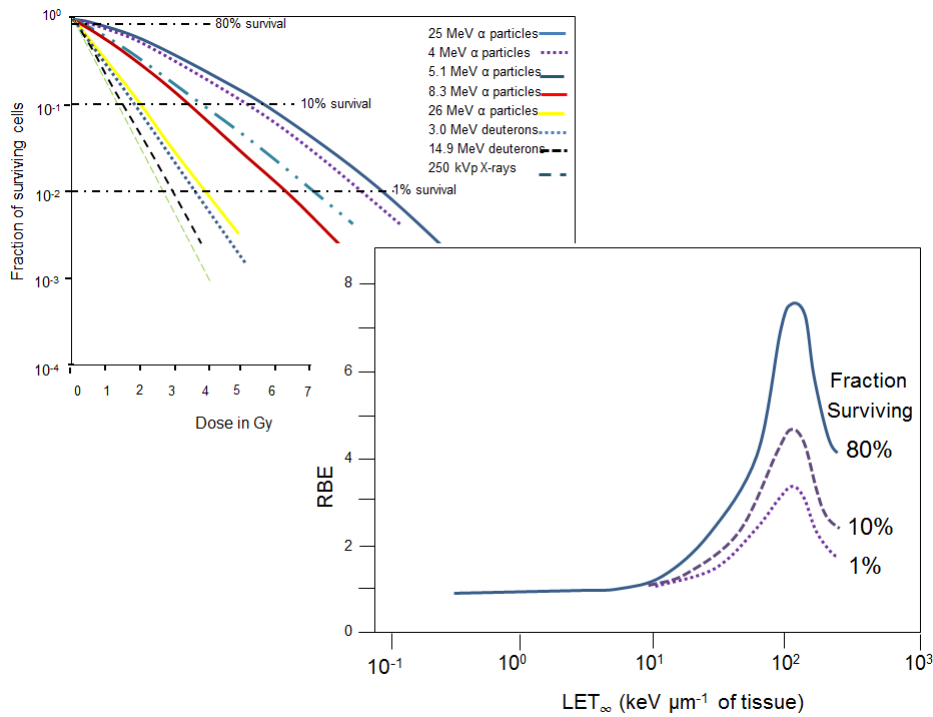 Fraction of surviving cells
10⁰
10⁻¹
10⁻²
10⁻³
10⁻⁴
80% survival
10% survival
1% survival
0 1 2 3 4 5 6 7
Dose in Gy
25 MeV α particles
4 MeV α particles
5.1 MeV α particles
8.3 MeV α particles
26 MeV α particles
3.0 MeV deuterons
14.9 MeV deuterons
250 kVp X-rays
RBE
8
6
4
2
0
Fraction
Surviving
80%
10%
1%
10⁻¹ 10⁰ 10¹ 10² 10³
LET∞ (keV µm⁻¹ of tissue)